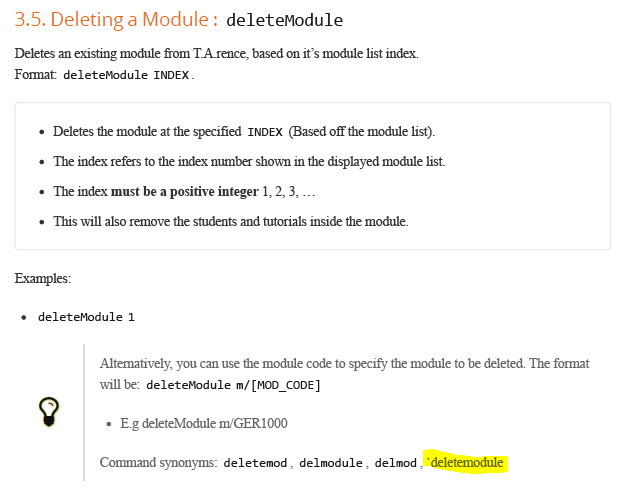 3.5. Deleting a Module : deleteModule
Deletes an existing module from T.A.rence, based on it’s module list index.
Format: deleteModule INDEX.
• Deletes the module at the specified INDEX (Based off the module list).
• The index refers to the index number shown in the displayed module list.
• The index must be a positive integer 1, 2, 3, …
• This will also remove the students and tutorials inside the module.
Examples:
• deleteModule 1
Alternatively, you can use the module code to specify the module to be deleted. The format
will be: deleteModule m/[MOD_CODE]
• E.g deleteModule m/GER1000
Command synonyms: deletemod, delmodule, delmod, `deletemodule